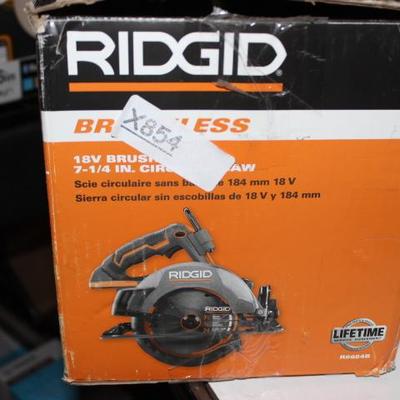 RIDGID
BR LESS
X854
18V BRUSH
7-1/4 IN. CIRC AW
Scie circulaire sans ba e 184 mm 18 V
Sierra circular sin escobillas de 18 V y 184 mm
RIDGID
RIDGID
LIFETIME